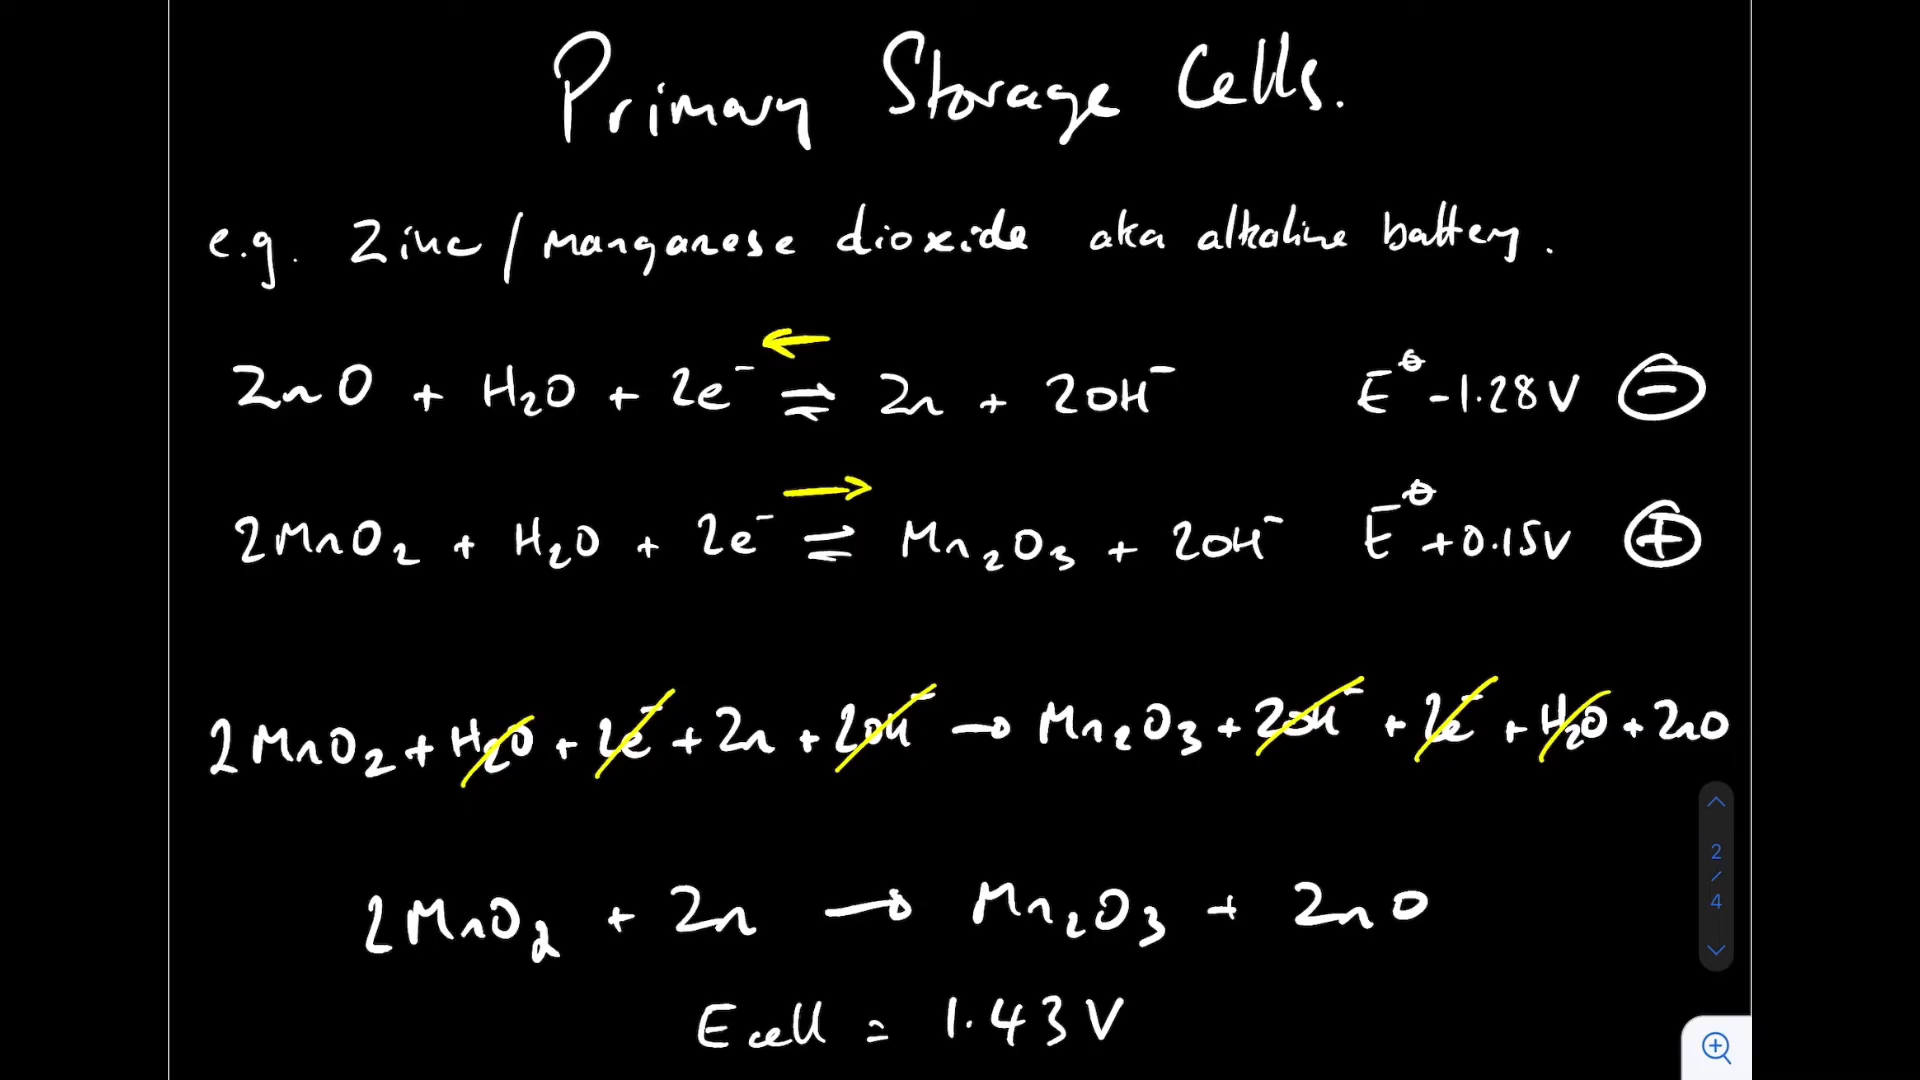 Primary Storage Cells.
e.g. Zinc / manganese dioxide aka alkaline battery.
ZnO + H₂O + 2e⁻ ⇌ Zn + 2OH⁻ E⦵ -1.28V ⊖
2MnO₂ + H₂O + 2e⁻ ⇌ Mn₂O₃ + 2OH⁻ E⦵ +0.15V ⊕
2MnO₂ + H₂O + 2e⁻ + Zn + 2OH⁻ → Mn₂O₃ + 2OH⁻ + 2e⁻ + H₂O + ZnO
2MnO₂ + Zn → Mn₂O₃ + ZnO
Ecell = 1.43V
2
/
4